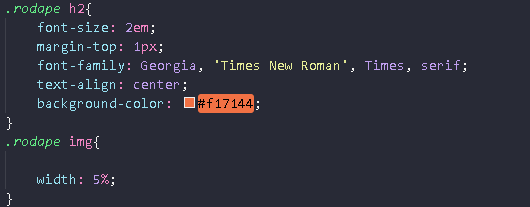 .rodape h2{
    font-size: 2em;
    margin-top: 1px;
    font-family: Georgia, 'Times New Roman', Times, serif;
    text-align: center;
    background-color: #f17144;
}
.rodape img{

    width: 5%;
}